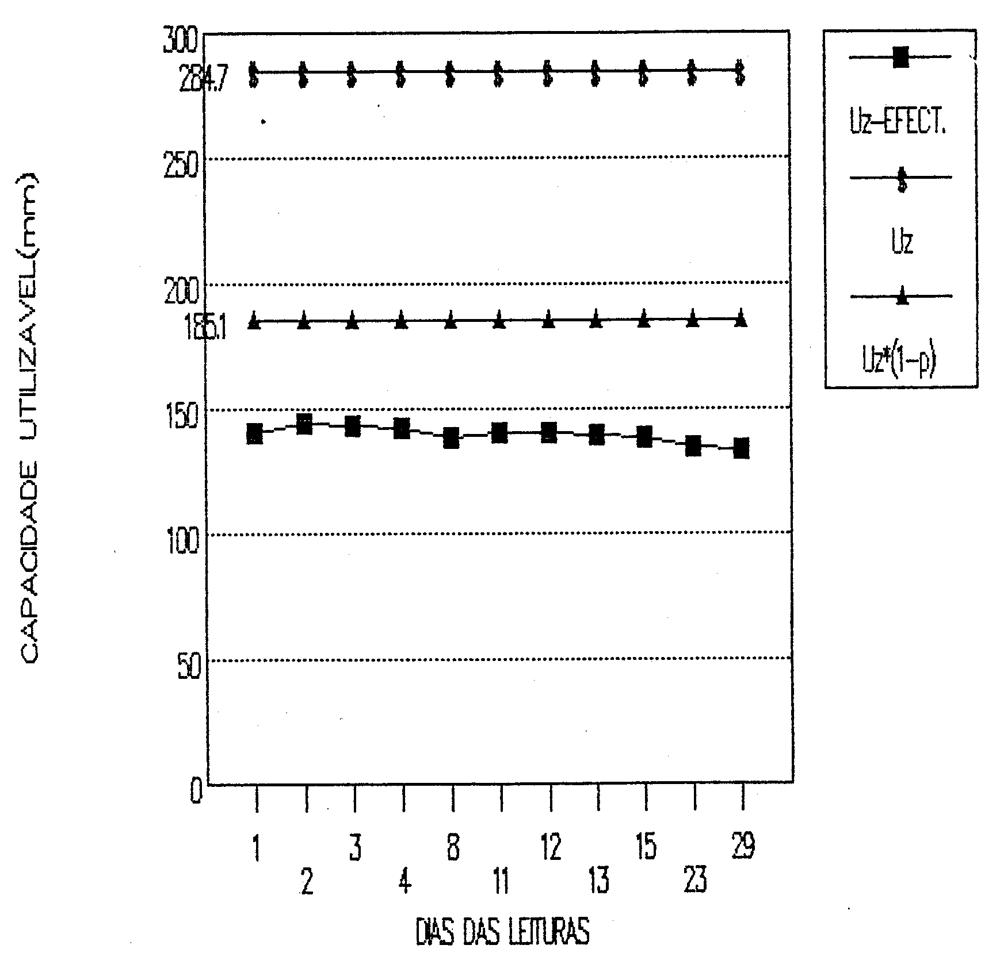 300
284.7
250
200
185.1
150
100
50
0
CAPACIDADE UTILIZAVEL(mm)
1 3 8 12 15 29
2 4 11 13 23
DIAS DAS LEITURAS
Uz-EFECT.
Uz
Uz*(1-p)